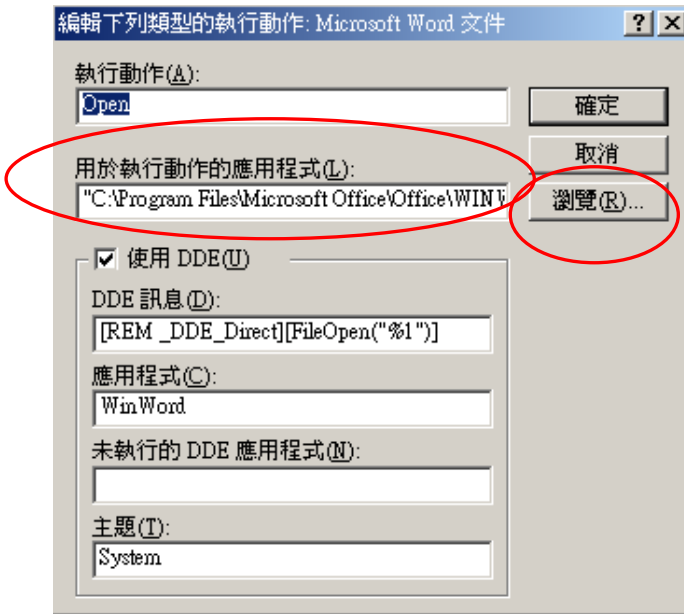 編輯下列類型的執行動作: Microsoft Word 文件
執行動作(A):
Open
確定
取消
用於執行動作的應用程式(L):
"C:\Program Files\Microsoft Office\Office\WINW
瀏覽(R)...
使用 DDE(U)
DDE 訊息(D):
[REM _DDE_Direct][FileOpen("%1")]
應用程式(C):
WinWord
未執行的 DDE 應用程式(N):
主題(T):
System